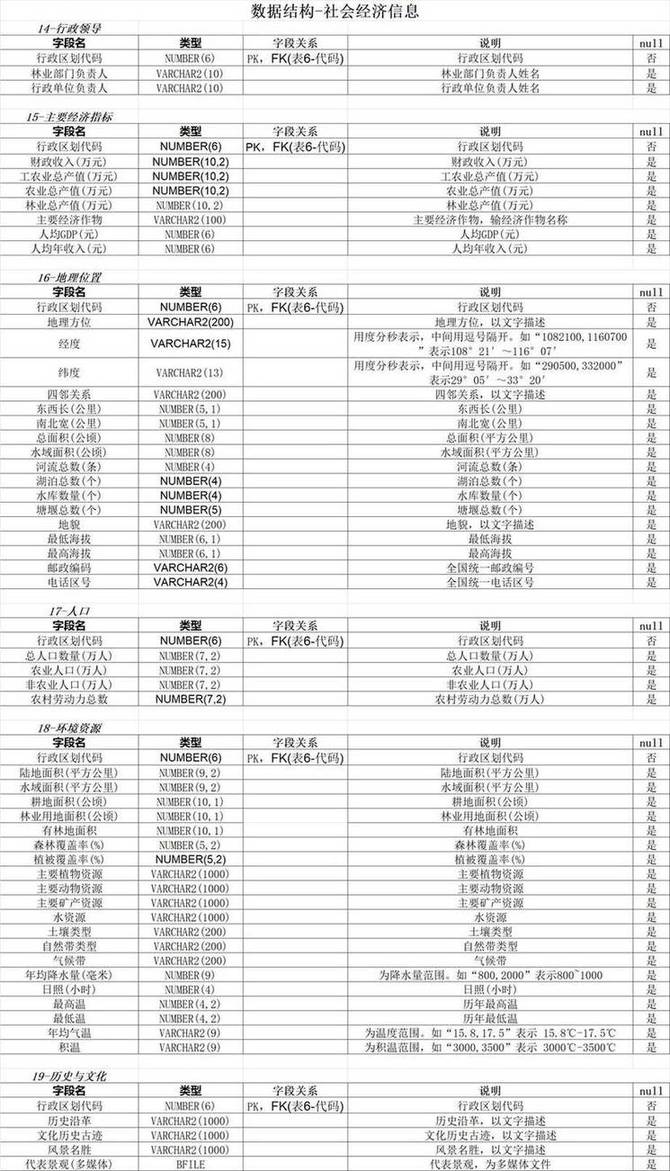 数据结构-社会经济信息
14-行政领导
字段名 类型 字段关系 说明 null
行政区划代码 NUMBER(6) PK，FK(表6-代码) 行政区划代码 否
林业部门负责人 VARCHAR2(10) 林业部门负责人姓名 是
行政单位负责人 VARCHAR2(10) 行政单位负责人姓名 是
15-主要经济指标
字段名 类型 字段关系 说明 null
行政区划代码 NUMBER(6) PK，FK(表6-代码) 行政区划代码 否
财政收入(万元) NUMBER(10,2) 财政收入(万元) 是
工农业总产值(万元) NUMBER(10,2) 工农业总产值(万元) 是
农业总产值(万元) NUMBER(10,2) 农业总产值(万元) 是
林业总产值(万元) NUMBER(10,2) 林业总产值(万元) 是
主要经济作物 VARCHAR2(100) 主要经济作物，输经济作物名称 是
人均GDP(元) NUMBER(6) 人均GDP(元) 是
人均年收入(元) NUMBER(6) 人均年收入(元) 是
16-地理位置
字段名 类型 字段关系 说明 null
行政区划代码 NUMBER(6) PK，FK(表6-代码) 行政区划代码 否
地理方位 VARCHAR2(200) 地理方位，以文字描述 是
经度 VARCHAR2(15) 用度分秒表示，中间用逗号隔开。如“1082100,1160700
”表示108°21′～116°07′ 是
纬度 VARCHAR2(13) 用度分秒表示，中间用逗号隔开。如“290500,332000”
表示29°05′～33°20′ 是
四邻关系 VARCHAR2(200) 四邻关系，以文字描述 是
东西长(公里) NUMBER(5,1) 东西长(公里) 是
南北宽(公里) NUMBER(5,1) 南北宽(公里) 是
总面积(公顷) NUMBER(8) 总面积(平方公里) 是
水域面积(公顷) NUMBER(8) 水域面积(平方公里) 是
河流总数(条) NUMBER(4) 河流总数(条) 是
湖泊总数(个) NUMBER(4) 湖泊总数(个) 是
水库数量(个) NUMBER(4) 水库数量(个) 是
塘堰总数(个) NUMBER(5) 塘堰总数(个) 是
地貌 VARCHAR2(200) 地貌，以文字描述 是
最低海拔 NUMBER(6,1) 最低海拔 是
最高海拔 NUMBER(6,1) 最高海拔 是
邮政编码 VARCHAR2(6) 全国统一邮政编号 是
电话区号 VARCHAR2(4) 全国统一电话区号 是
17-人口
字段名 类型 字段关系 说明 null
行政区划代码 NUMBER(6) PK，FK(表6-代码) 行政区划代码 否
总人口数量(万人) NUMBER(7,2) 总人口数量(万人) 是
农业人口(万人) NUMBER(7,2) 农业人口(万人) 是
非农业人口(万人) NUMBER(7,2) 非农业人口(万人) 是
农村劳动力总数 NUMBER(7,2) 农村劳动力总数(万人) 是
18-环境资源
字段名 类型 字段关系 说明 null
行政区划代码 NUMBER(6) PK，FK(表6-代码) 行政区划代码 否
陆地面积(平方公里) NUMBER(9,2) 陆地面积(平方公里) 是
水域面积(平方公里) NUMBER(9,2) 水域面积(平方公里) 是
耕地面积(公顷) NUMBER(10,1) 耕地面积(公顷) 是
林业用地面积(公顷) NUMBER(10,1) 林业用地面积(公顷) 是
有林地面积 NUMBER(10,1) 有林地面积 是
森林覆盖率(%) NUMBER(5,2) 森林覆盖率(%) 是
植被覆盖率(%) NUMBER(5,2) 植被覆盖率(%) 是
主要植物资源 VARCHAR2(1000) 主要植物资源 是
主要动物资源 VARCHAR2(1000) 主要动物资源 是
主要矿产资源 VARCHAR2(1000) 主要矿产资源 是
水资源 VARCHAR2(1000) 水资源 是
土壤类型 VARCHAR2(200) 土壤类型 是
自然带类型 VARCHAR2(200) 自然带类型 是
气候带 VARCHAR2(200) 气候带 是
年均降水量(毫米) NUMBER(9) 为降水量范围。如“800,2000”表示800~1000 是
日照(小时) NUMBER(4) 日照(小时) 是
最高温 NUMBER(4,2) 历年最高温 是
最低温 NUMBER(4,2) 历年最低温 是
年均气温 VARCHAR2(9) 为温度范围。如“15.8,17.5”表示 15.8℃-17.5℃ 是
积温 VARCHAR2(9) 为积温范围，如“3000,3500”表示 3000℃-3500℃ 是
19-历史与文化
字段名 类型 字段关系 说明 null
行政区划代码 NUMBER(6) PK，FK(表6-代码) 行政区划代码 否
历史沿革 VARCHAR2(1000) 历史沿革，以文字描述 是
文化历史古迹 VARCHAR2(1000) 文化历史古迹，以文字描述 是
风景名胜 VARCHAR2(1000) 风景名胜，以文字描述 是
代表景观(多媒体) BFILE 代表景观，为多媒体文件 是